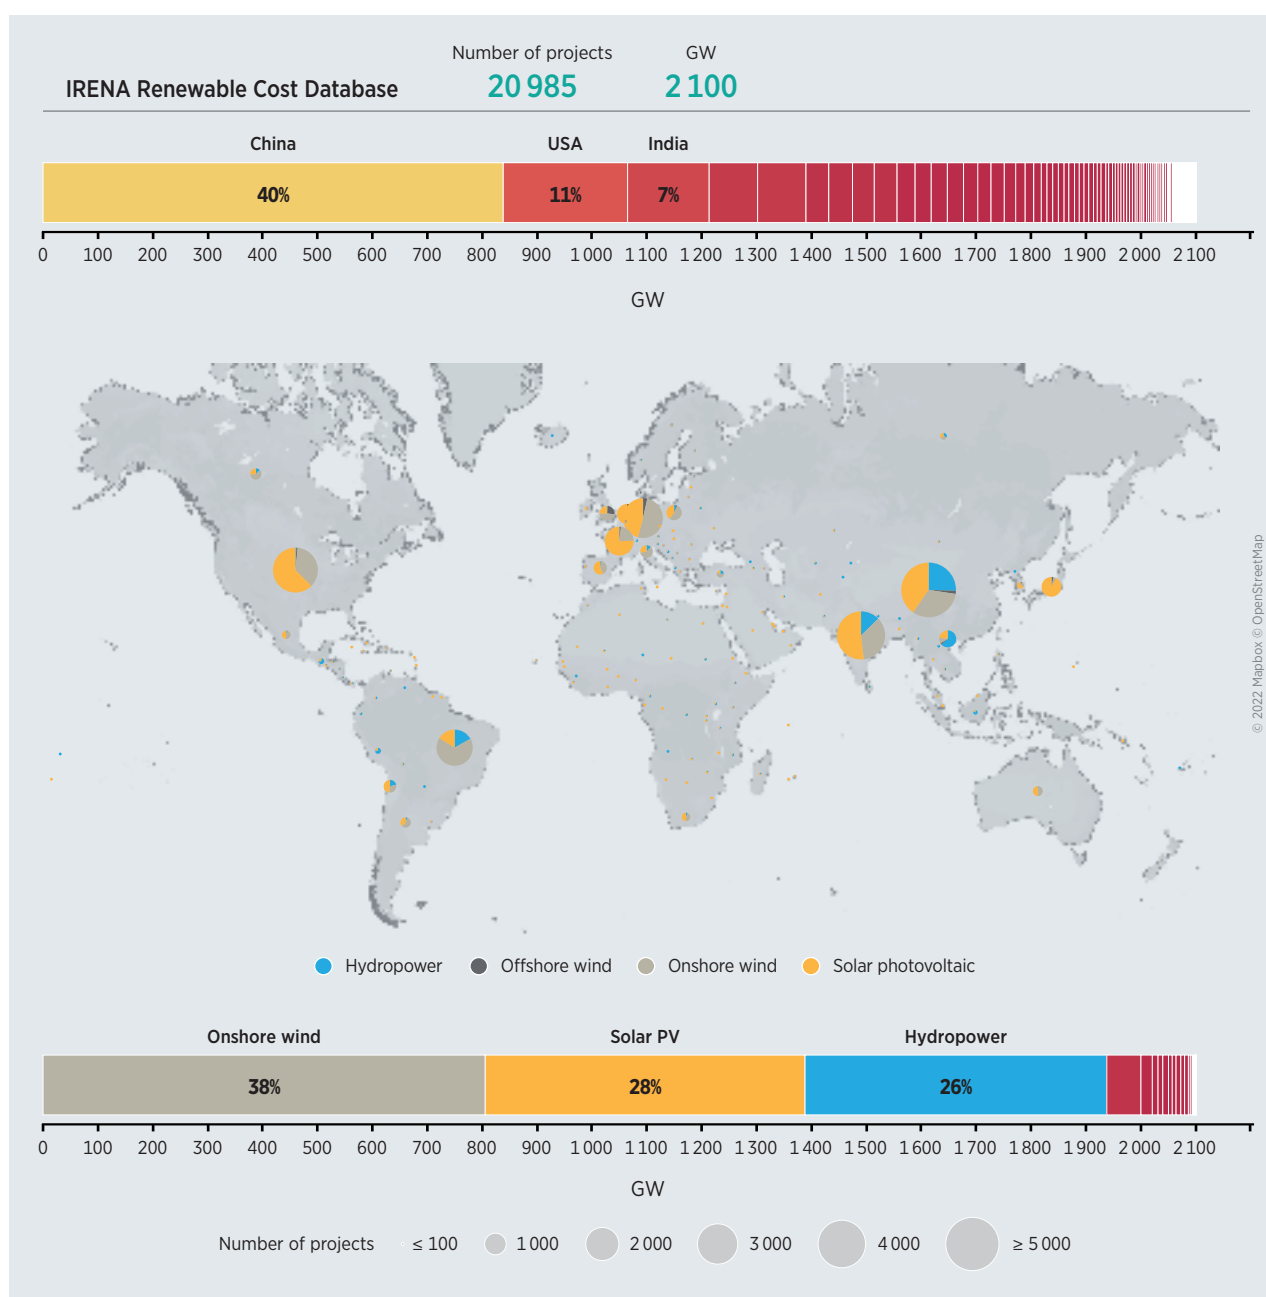 Number of projects GW
IRENA Renewable Cost Database 20 985 2 100
China USA India
40% 11% 7%
0 100 200 300 400 500 600 700 800 900 1 000 1 100 1 200 1 300 1 400 1 500 1 600 1 700 1 800 1 900 2 000 2 100
GW
© 2022 Mapbox © OpenStreetMap
Hydropower Offshore wind Onshore wind Solar photovoltaic
Onshore wind Solar PV Hydropower
38% 28% 26%
0 100 200 300 400 500 600 700 800 900 1 000 1 100 1 200 1 300 1 400 1 500 1 600 1 700 1 800 1 900 2 000 2 100
GW
Number of projects ≤ 100 1 000 2 000 3 000 4 000 ≥ 5 000